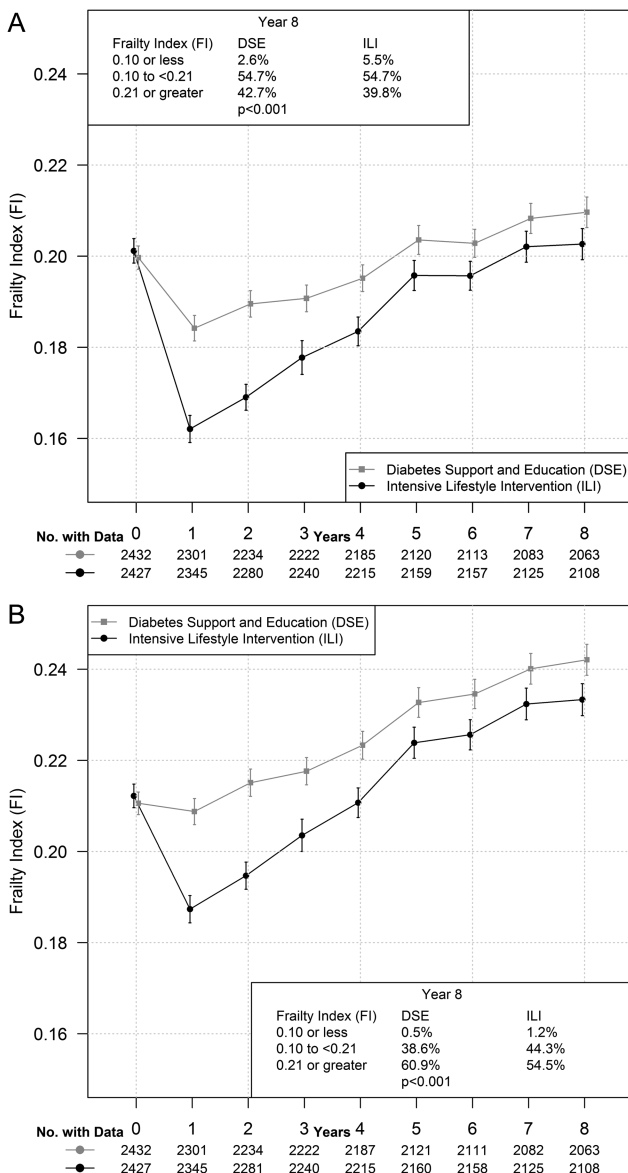 A
Year 8
Frailty Index (FI) DSE ILI
0.10 or less 2.6% 5.5%
0.10 to <0.21 54.7% 54.7%
0.21 or greater 42.7% 39.8%
p<0.001
0.24
0.22
0.20
0.18
0.16
Frailty Index (FI)
Diabetes Support and Education (DSE)
Intensive Lifestyle Intervention (ILI)
0 1 2 3 4 5 6 7 8
No. with Data Years
2432 2301 2234 2222 2185 2120 2113 2083 2063
2427 2345 2280 2240 2215 2159 2157 2125 2108
B
Diabetes Support and Education (DSE)
Intensive Lifestyle Intervention (ILI)
0.24
0.22
0.20
0.18
0.16
Frailty Index (FI)
Year 8
Frailty Index (FI) DSE ILI
0.10 or less 0.5% 1.2%
0.10 to <0.21 38.6% 44.3%
0.21 or greater 60.9% 54.5%
p<0.001
0 1 2 3 4 5 6 7 8
No. with Data Years
2432 2301 2234 2222 2187 2121 2111 2082 2063
2427 2345 2281 2240 2215 2160 2158 2125 2108